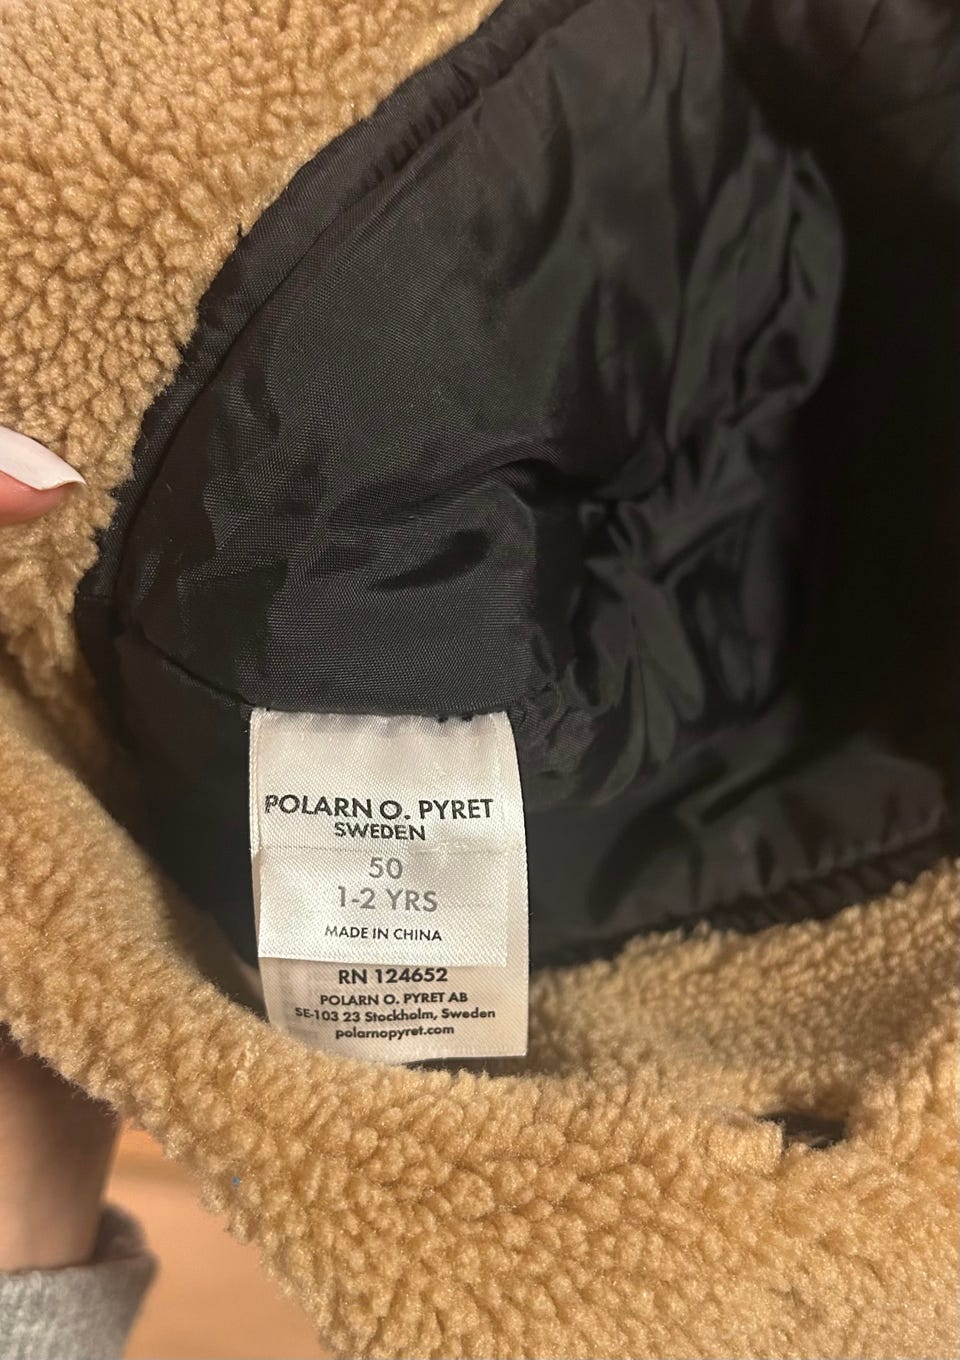 POLARN O. PYRET
SWEDEN
50
1-2 YRS
MADE IN CHINA
RN 124652
POLARN O. PYRET AB
SE-103 23 Stockholm, Sweden
polarnopyret.com